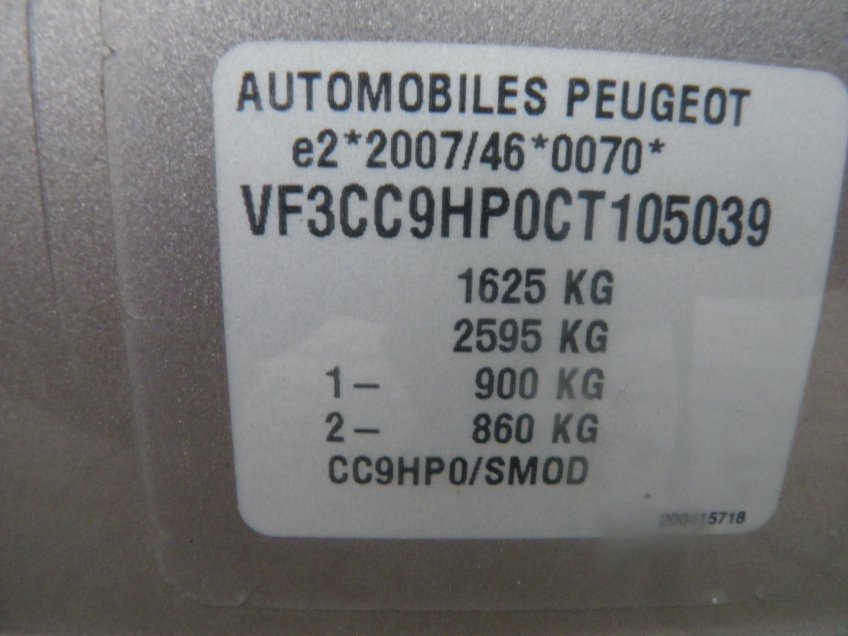 AUTOMOBILES PEUGEOT
e2*2007/46*0070*
VF3CC9HP0CT105039
1625 KG
2595 KG
1– 900 KG
2– 860 KG
CC9HP0/SMOD